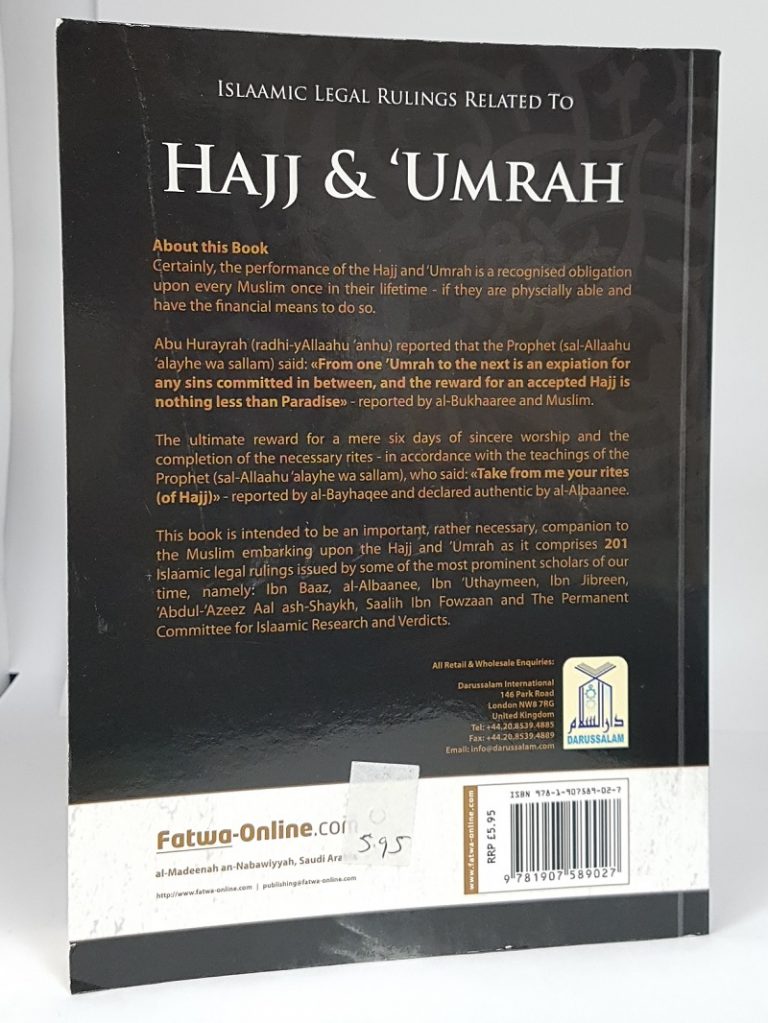 ISLAAMIC LEGAL RULINGS RELATED TO
HAJJ & ‘UMRAH
About this Book
Certainly, the performance of the Hajj and ‘Umrah is a recognised obligation
upon every Muslim once in their lifetime - if they are physcially able and
have the financial means to do so.
Abu Hurayrah (radhi-yAllaahu ‘anhu) reported that the Prophet (sal-Allaahu
‘alayhe wa sallam) said: «From one ‘Umrah to the next is an expiation for
any sins committed in between, and the reward for an accepted Hajj is
nothing less than Paradise» - reported by al-Bukhaaree and Muslim.
The ultimate reward for a mere six days of sincere worship and the
completion of the necessary rites - in accordance with the teachings of the
Prophet (sal-Allaahu ‘alayhe wa sallam), who said: «Take from me your rites
(of Hajj)» - reported by al-Bayhaqee and declared authentic by al-Albaanee.
This book is intended to be an important, rather necessary, companion to
the Muslim embarking upon the Hajj and ‘Umrah as it comprises 201
Islaamic legal rulings issued by some of the most prominent scholars of our
time, namely: Ibn Baaz, al-Albaanee, Ibn ‘Uthaymeen, Ibn Jibreen,
‘Abdul-‘Azeez Aal ash-Shaykh, Saalih Ibn Fowzaan and The Permanent
Committee for Islaamic Research and Verdicts.
All Retail & Wholesale Enquiries:
Darussalam International
146 Park Road
London NW8 7RG
United Kingdom
Tel: +44.20.8539.4885
Fax: +44.20.8539.4889
Email: info@darussalam.com
دارالسلام
DARUSSALAM
Fatwa-Online.com
5.95
al-Madeenah an-Nabawiyyah, Saudi
http://www.fatwa-online.com | publishing@fatwa-online.com
www.fatwa-online.com
RRP £5.95
ISBN 978-1-907589-02-7
9 781907 589027